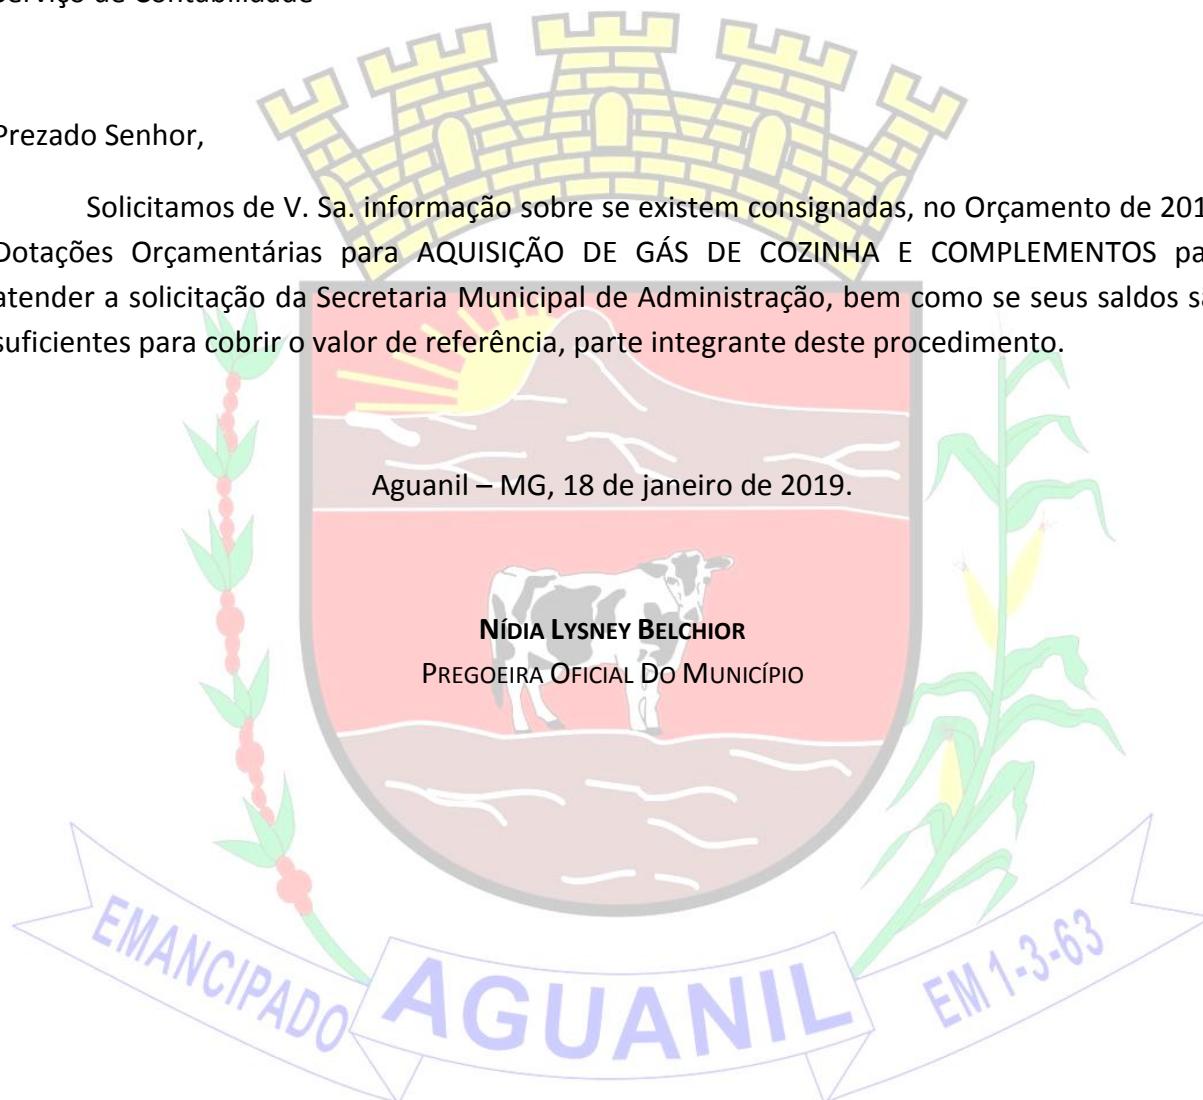 Serviço de Contabilidade
Prezado Senhor,
Solicitamos de V. Sa. informação sobre se existem consignadas, no Orçamento de 201
Dotações Orçamentárias para AQUISIÇÃO DE GÁS DE COZINHA E COMPLEMENTOS pa
atender a solicitação da Secretaria Municipal de Administração, bem como se seus saldos sã
suficientes para cobrir o valor de referência, parte integrante deste procedimento.
Aguanil – MG, 18 de janeiro de 2019.
NÍDIA LYSNEY BELCHIOR
PREGOEIRA OFICIAL DO MUNICÍPIO
EMANCIPADO
AGUANIL
EM 1-3-63